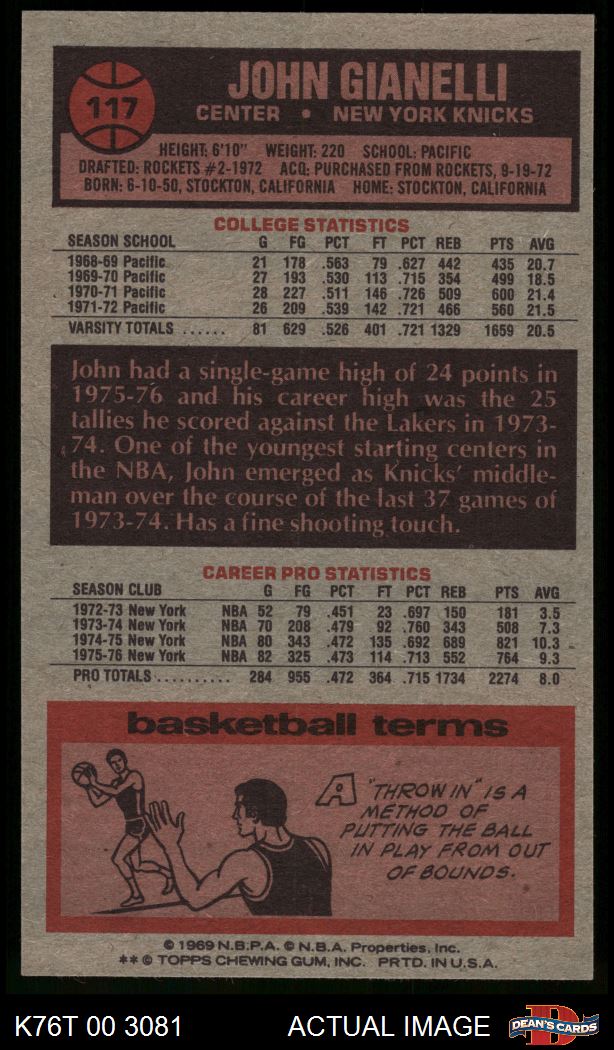 117
JOHN GIANELLI
CENTER • NEW YORK KNICKS
HEIGHT: 6'10" WEIGHT: 220 SCHOOL: PACIFIC
DRAFTED: ROCKETS #2-1972 ACQ: PURCHASED FROM ROCKETS, 9-19-72
BORN: 6-10-50, STOCKTON, CALIFORNIA HOME: STOCKTON, CALIFORNIA
COLLEGE STATISTICS
SEASON SCHOOL G FG PCT FT PCT REB PTS AVG
1968-69 Pacific 21 178 .563 79 .627 442 435 20.7
1969-70 Pacific 27 193 .530 113 .715 354 499 18.5
1970-71 Pacific 28 227 .511 146 .726 509 600 21.4
1971-72 Pacific 26 209 .539 142 .721 466 560 21.5
VARSITY TOTALS ...... 81 629 .526 401 .721 1329 1659 20.5
John had a single-game high of 24 points in
1975-76 and his career high was the 25
tallies he scored against the Lakers in 1973-
74. One of the youngest starting centers in
the NBA, John emerged as Knicks' middle-
man over the course of the last 37 games of
1973-74. Has a fine shooting touch.
CAREER PRO STATISTICS
SEASON CLUB G FG PCT FT PCT REB PTS AVG
1972-73 New York NBA 52 79 .451 23 .697 150 181 3.5
1973-74 New York NBA 70 208 .479 92 .760 343 508 7.3
1974-75 New York NBA 80 343 .472 135 .692 689 821 10.3
1975-76 New York NBA 82 325 .473 114 .713 552 764 9.3
PRO TOTALS .......... 284 955 .472 364 .715 1734 2274 8.0
basketball terms
A "THROW IN" IS A
METHOD OF
PUTTING THE BALL
IN PLAY FROM OUT
OF BOUNDS.
© 1969 N.B.P.A. © N.B.A. Properties, Inc.
** © TOPPS CHEWING GUM, INC. PRTD. IN U.S.A.
K76T 00 3081 ACTUAL IMAGE D DEAN'S CARDS